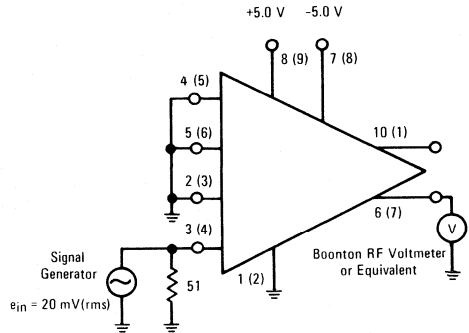 +5.0 V
-5.0 V
8 (9)
7 (8)
4 (5)
5 (6)
10 (1)
2 (3)
6 (7)
3 (4)
V
Signal
Generator
Boonton RF Voltmeter
or Equivalent
1 (2)
51
ein = 20 mV(rms)